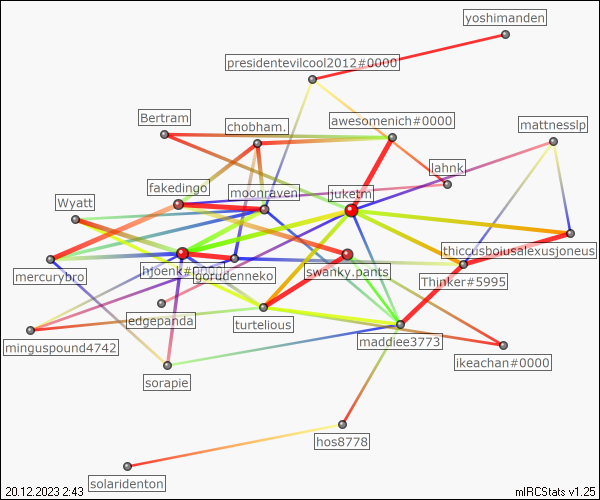 yoshimanden
presidentevilcool2012#0000
Bertram
chobham.
awesomenich#0000
mattnesslp
lahnk
fakedingo
moonraven
juketm
Wyatt
thiccusboiusalexusjoneus
mercurybro
hjoenk#0000
gorudenneko
swanky.pants
Thinker#5995
edgepanda
turtelious
maddiee3773
minguspound4742
ikeachan#0000
sorapie
hos8778
solaridenton
20.12.2023 2:43
mIRCStats v1.25